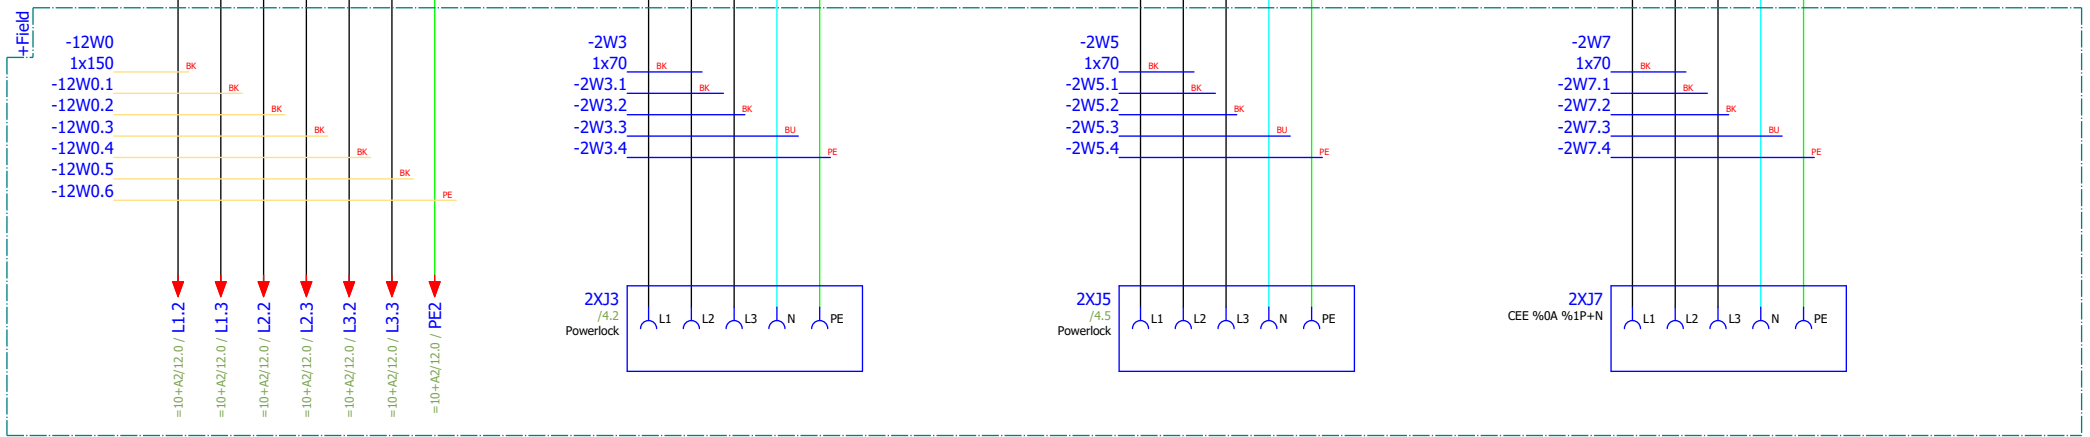 +Field
-12W0
1x150
BK
-12W0.1
BK
-12W0.2
BK
-12W0.3
BK
-12W0.4
BK
-12W0.5
BK
-12W0.6
PE
=10+A2/12.0 / L1.2
=10+A2/12.0 / L1.3
=10+A2/12.0 / L2.2
=10+A2/12.0 / L2.3
=10+A2/12.0 / L3.2
=10+A2/12.0 / L3.3
=10+A2/12.0 / PE2
-2W3
1x70
BK
-2W3.1
BK
-2W3.2
BK
-2W3.3
BU
-2W3.4
PE
2XJ3
/4.2
Powerlock
L1
L2
L3
N
PE
-2W5
1x70
BK
-2W5.1
BK
-2W5.2
BK
-2W5.3
BU
-2W5.4
PE
2XJ5
/4.5
Powerlock
L1
L2
L3
N
PE
-2W7
1x70
BK
-2W7.1
BK
-2W7.2
BK
-2W7.3
BU
-2W7.4
PE
2XJ7
CEE %0A %1P+N
L1
L2
L3
N
PE